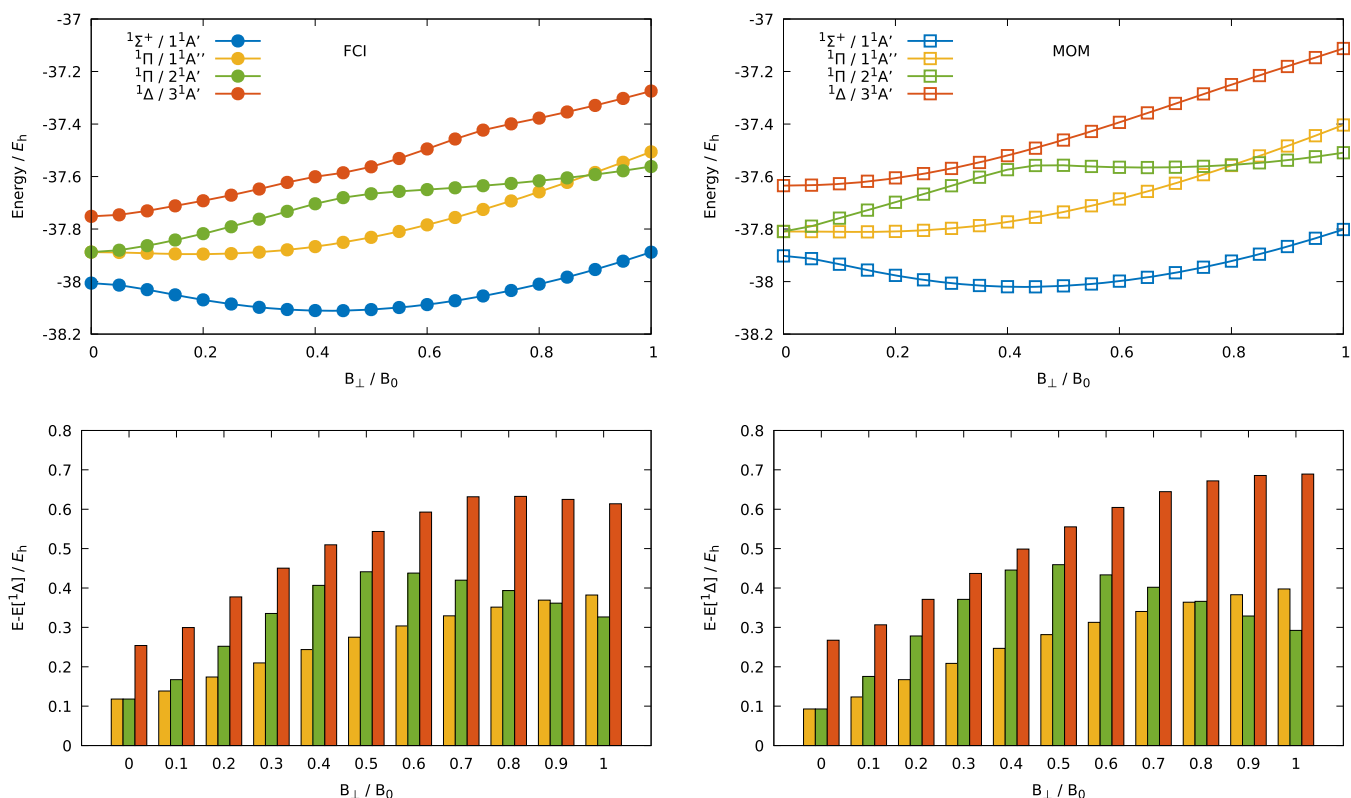 -37
-37.2
-37.4
-37.6
-37.8
-38
-38.2
Energy / Eₕ
¹Σ⁺ / 1¹A’
¹Π / 1¹A’’
¹Π / 2¹A’
¹Δ / 3¹A’
FCI
0 0.2 0.4 0.6 0.8 1
B⊥ / B₀
-37
-37.2
-37.4
-37.6
-37.8
-38
-38.2
Energy / Eₕ
¹Σ⁺ / 1¹A’
¹Π / 1¹A’’
¹Π / 2¹A’
¹Δ / 3¹A’
MOM
0 0.2 0.4 0.6 0.8 1
B⊥ / B₀
0.8
0.7
0.6
0.5
0.4
0.3
0.2
0.1
0
E-E[¹Δ] / Eₕ
0 0.1 0.2 0.3 0.4 0.5 0.6 0.7 0.8 0.9 1
B⊥ / B₀
0.8
0.7
0.6
0.5
0.4
0.3
0.2
0.1
0
E-E[¹Δ] / Eₕ
0 0.1 0.2 0.3 0.4 0.5 0.6 0.7 0.8 0.9 1
B⊥ / B₀